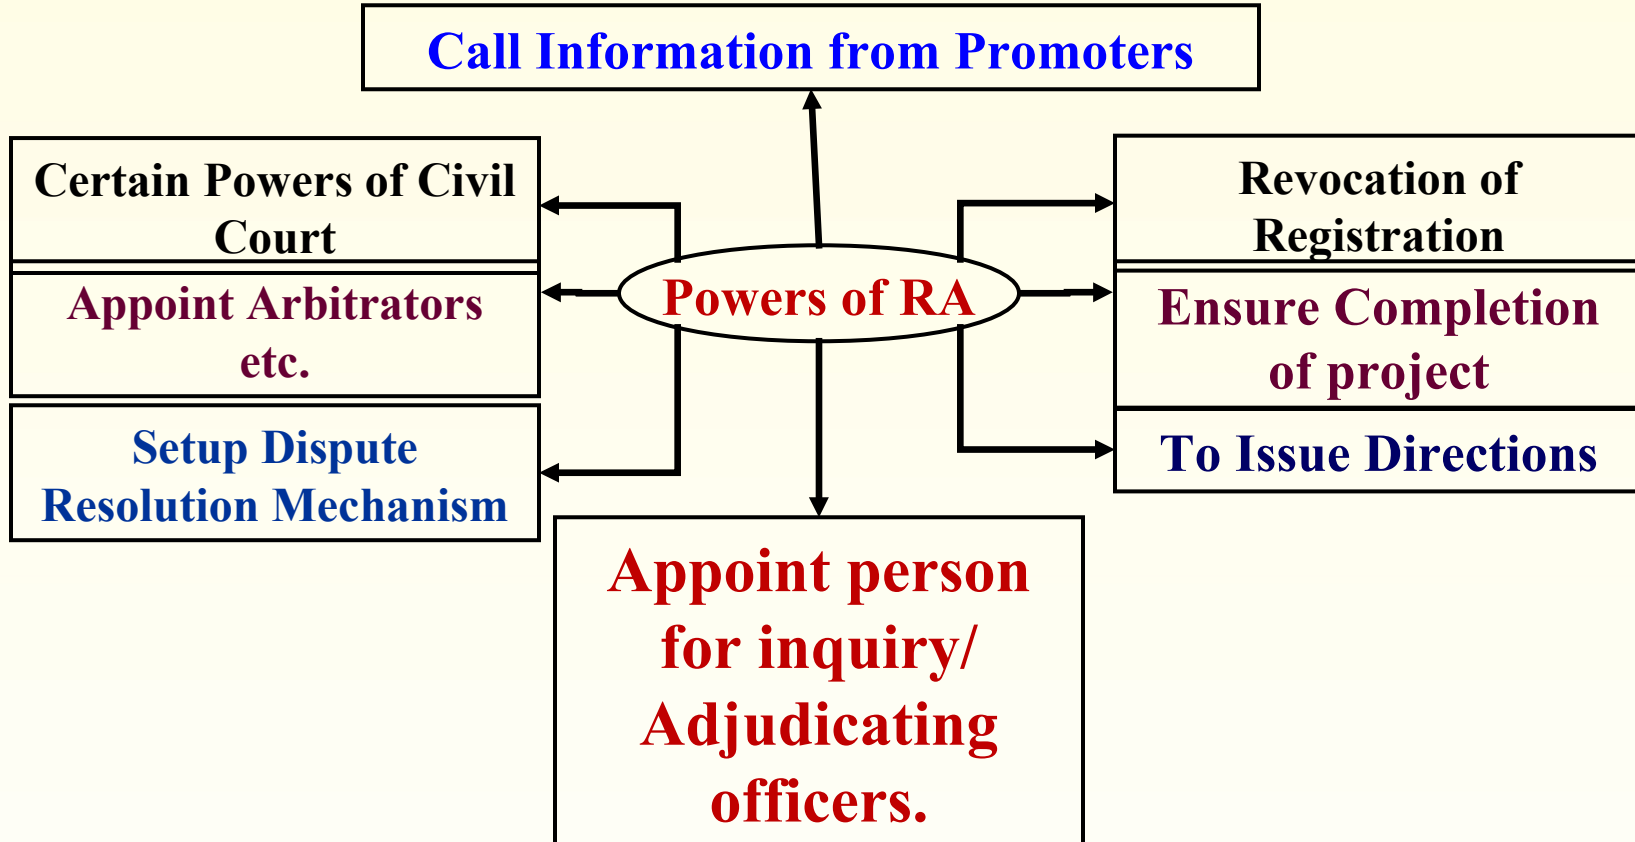 Call Information from Promoters
Certain Powers of Civil
Court
Revocation of
Registration
Powers of RA
Appoint Arbitrators
etc.
Ensure Completion
of project
Setup Dispute
Resolution Mechanism
To Issue Directions
Appoint person
for inquiry/
Adjudicating
officers.